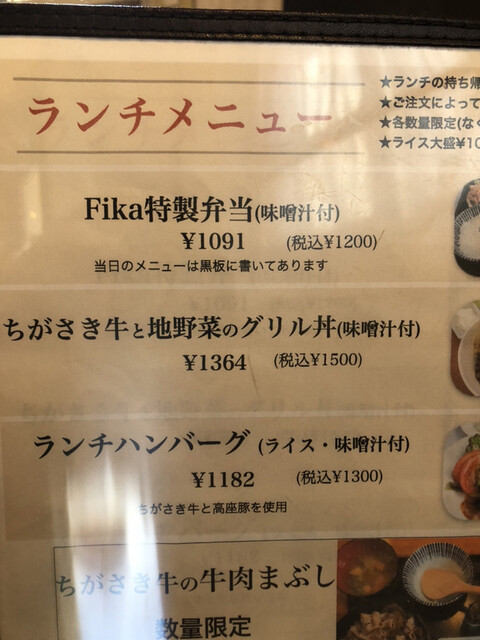 ランチメニュー
★ランチの持ち帰
★ご注文によって
★各数量限定(なく
★ライス大盛¥10
Fika特製弁当(味噌汁付)
¥1091 (税込¥1200)
当日のメニューは黒板に書いてあります
ちがさき牛と地野菜のグリル丼(味噌汁付)
¥1364 (税込¥1500)
ランチハンバーグ (ライス・味噌汁付)
¥1182 (税込¥1300)
ちがさき牛と高座豚を使用
ちがさき牛の牛肉まぶし
数量限定